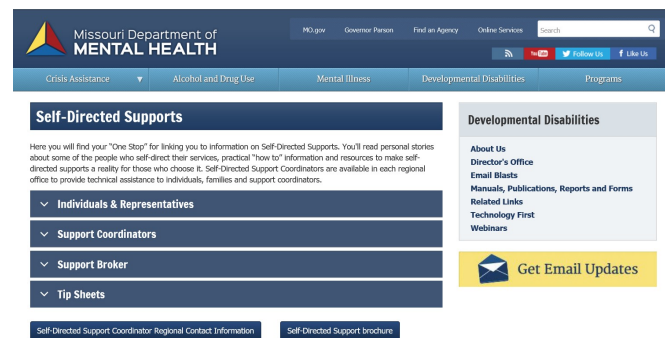 Missouri Department of
MENTAL HEALTH
MO.gov Governor Parson Find an Agency Online Services Search
You Tube Follow Us f Like Us
Crisis Assistance ▼ Alcohol and Drug Use Mental Illness Developmental Disabilities Programs
Self-Directed Supports
Here you will find your "One Stop" for linking you to information on Self-Directed Supports. You'll read personal stories
about some of the people who self-direct their services, practical "how to" information and resources to make self-
directed supports a reality for those who choose it. Self-Directed Support Coordinators are available in each regional
office to provide technical assistance to individuals, families and support coordinators.
Individuals & Representatives
Support Coordinators
Support Broker
Tip Sheets
Self-Directed Support Coordinator Regional Contact Information Self-Directed Support brochure
Developmental Disabilities
About Us
Director's Office
Email Blasts
Manuals, Publications, Reports and Forms
Related Links
Technology First
Webinars
Get Email Updates